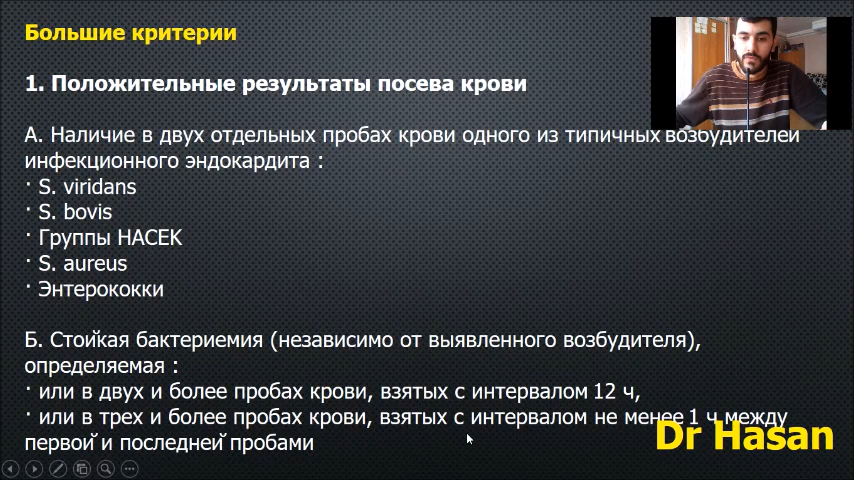 Большие критерии
1. Положительные результаты посева крови
А. Наличие в двух отдельных пробах крови одного из типичных возбудителей
инфекционного эндокардита :
· S. viridans
· S. bovis
· Группы HACEK
· S. aureus
· Энтерококки
Б. Стойкая бактериемия (независимо от выявленного возбудителя),
определяемая :
· или в двух и более пробах крови, взятых с интервалом 12 ч,
· или в трех и более пробах крови, взятых с интервалом не менее 1 ч между
первой и последней пробами
Dr Hasan